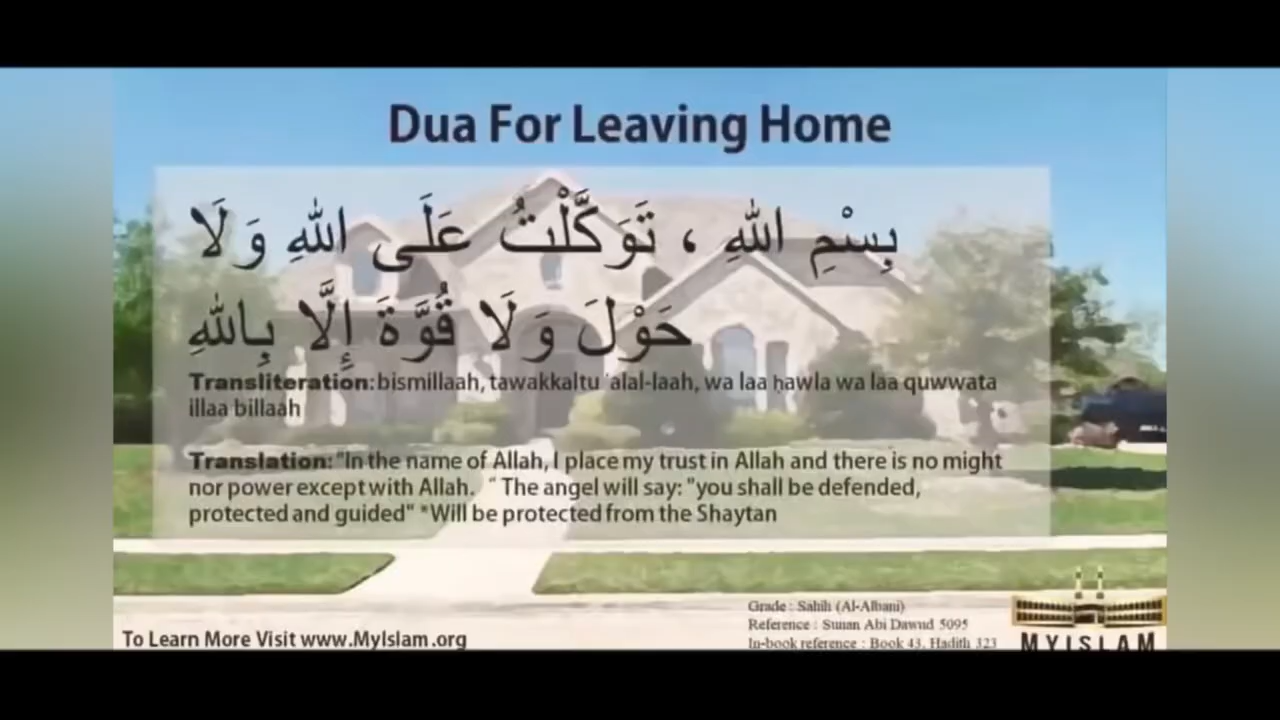 Dua For Leaving Home
بِسْمِ اللهِ ، تَوَكَّلْتُ عَلَى اللهِ وَلَا
حَوْلَ وَلَا قُوَّةَ إِلَّا بِاللهِ
Transliteration: bismillaah, tawakkaltu 'alal-laah, wa laa ḥawla wa laa quwwata
illaa billaah
Translation: "In the name of Allah, I place my trust in Allah and there is no might
nor power except with Allah. " The angel will say: "you shall be defended,
protected and guided" *Will be protected from the Shaytan
Grade : Sahih (Al-Albani)
Reference : Sunan Abi Dawud 5095
In-book reference : Book 43, Hadith 323
To Learn More Visit www.MyIslam.org
MYISLAM